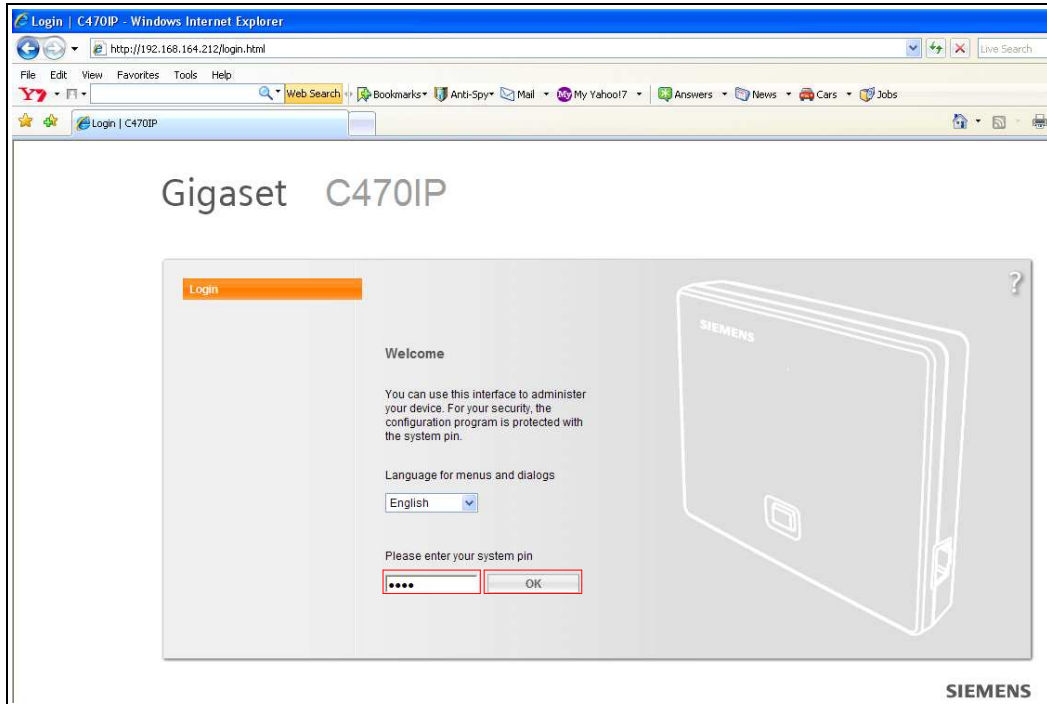 Login | C470IP - Windows Internet Explorer
http://192.168.164.212/login.html
Live Search
File Edit View Favorites Tools Help
Y7 Web Search Bookmarks Anti-Spy Mail My Yahoo!7 Answers News Cars Jobs
Login | C470IP
Gigaset C470IP
Login
?
SIEMENS
Welcome
You can use this interface to administer
your device. For your security, the
configuration program is protected with
the system pin.
Language for menus and dialogs
English
Please enter your system pin
••••
OK
SIEMENS